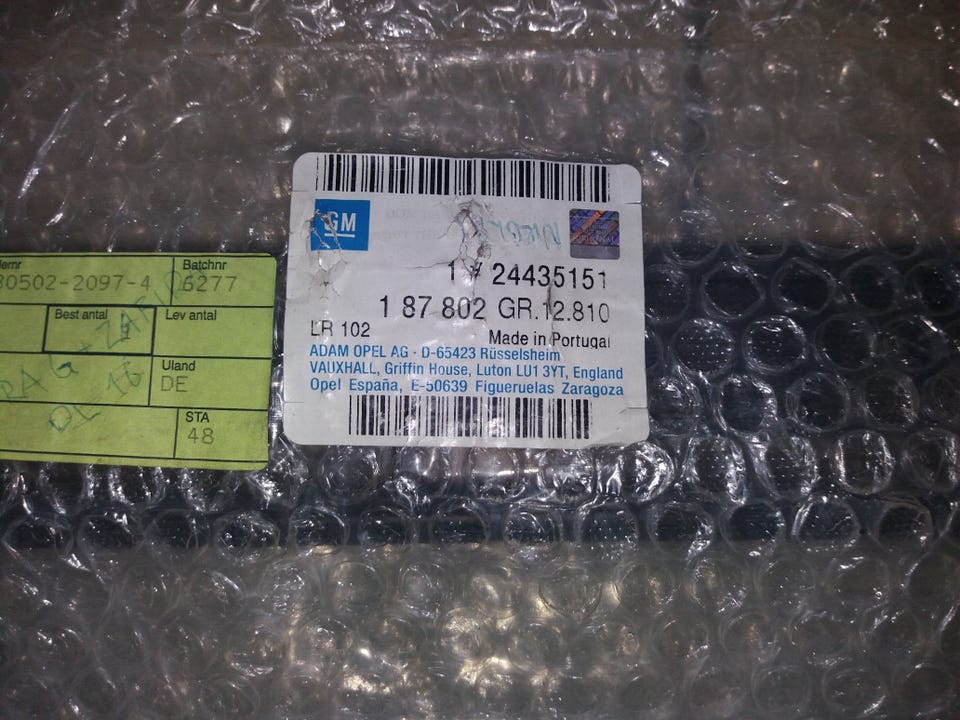 GM
1 # 24435151
1 87 802 GR.12.810
LR 102
Made in Portugal
ADAM OPEL AG · D-65423 Rüsselsheim
VAUXHALL, Griffin House, Luton LU1 3YT, England
Opel España, E-50639 Figueruelas Zaragoza
Batchnr
30502-2097-4 6277
Best antal
Lev antal
Uland
DE
STA
48